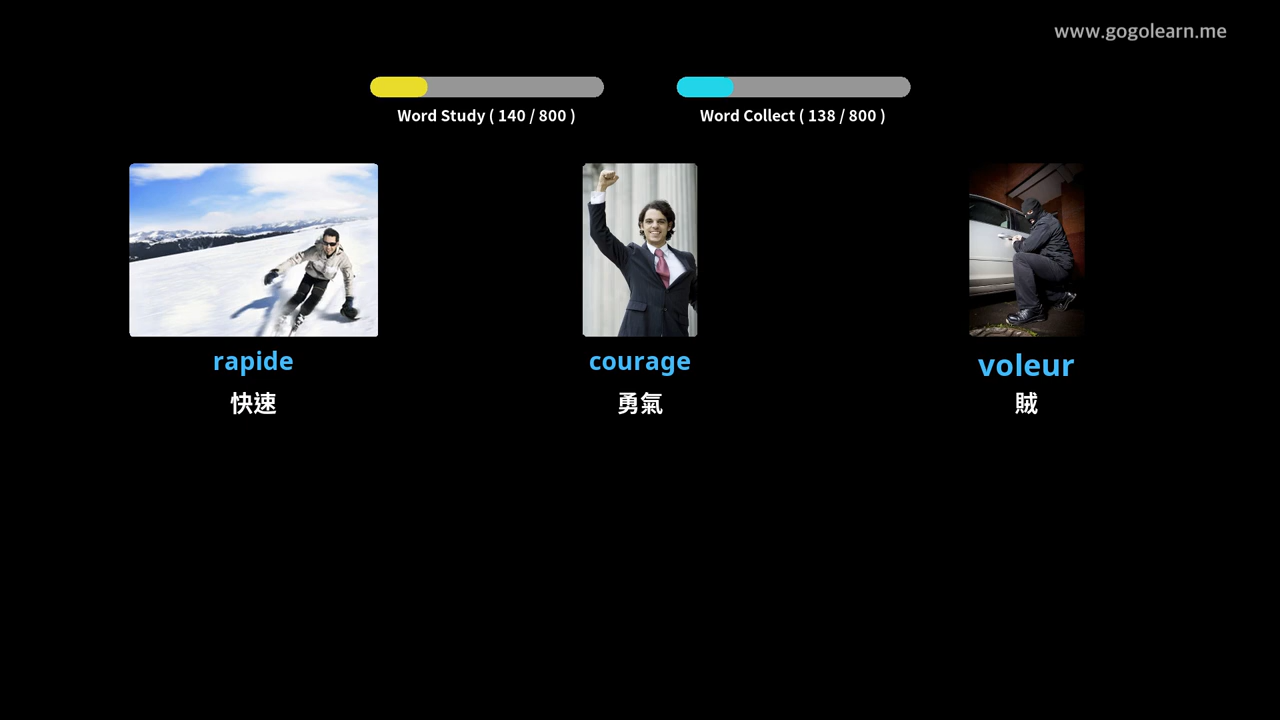 www.gogolearn.me
Word Study ( 140 / 800 )
Word Collect ( 138 / 800 )
rapide
快速
courage
勇氣
voleur
賊